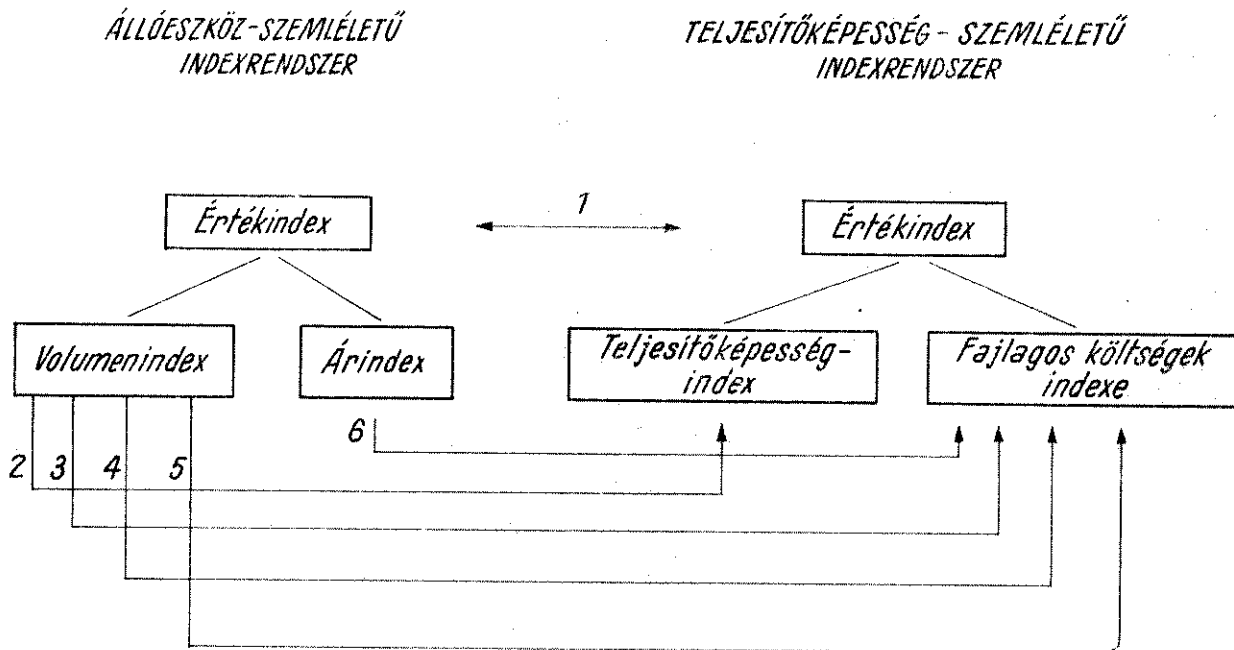 ÁLLÓESZKÖZ-SZEMLÉLETŰ
INDEXRENDSZER
TELJESÍTŐKÉPESSÉG - SZEMLÉLETŰ
INDEXRENDSZER
1
Értékindex
Értékindex
Volumenindex
Árindex
Teljesítőképesség-
index
Fajlagos költségek
indexe
6
2 3 4 5